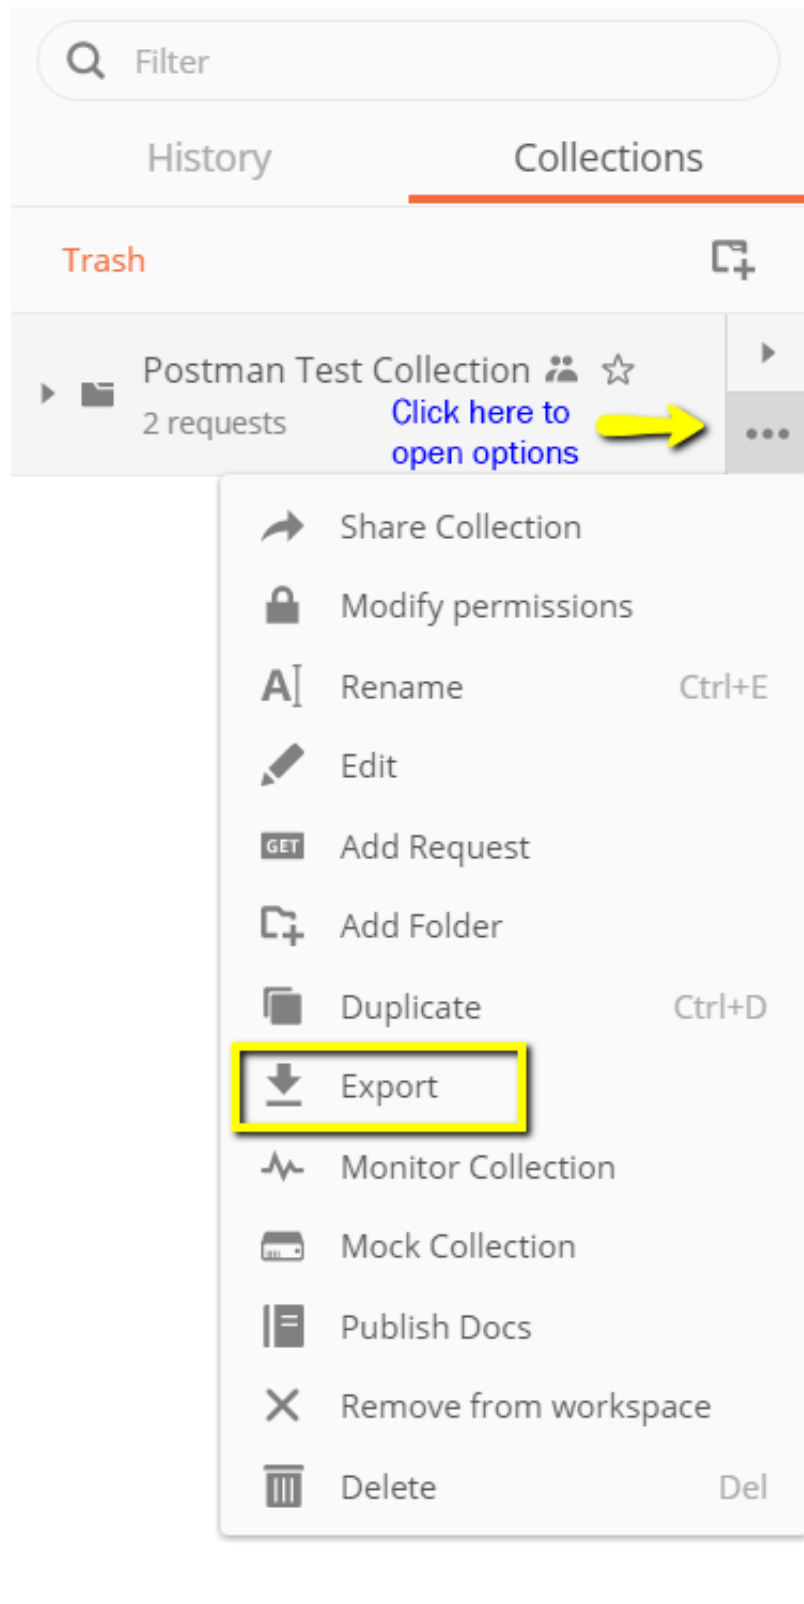 Filter
History Collections
Trash
Postman Test Collection
2 requests
Click here to
open options
Share Collection
Modify permissions
Rename Ctrl+E
Edit
GET Add Request
Add Folder
Duplicate Ctrl+D
Export
Monitor Collection
Mock Collection
Publish Docs
Remove from workspace
Delete Del